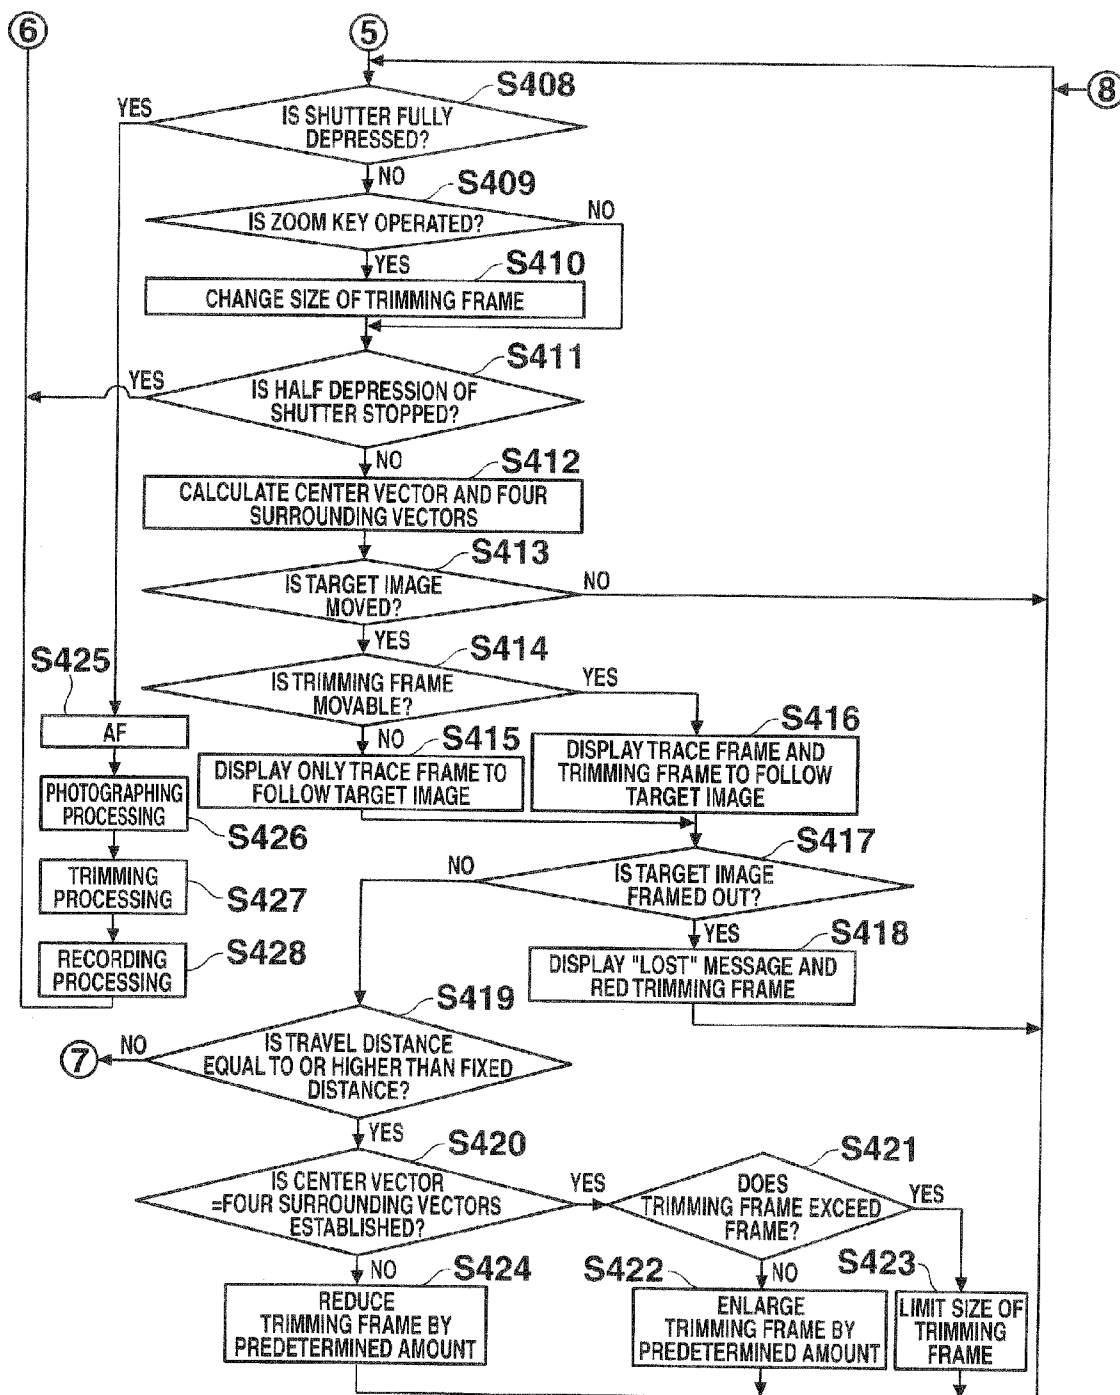 6
5
8
S408
YES
IS SHUTTER FULLY
DEPRESSED?
NO
S409
IS ZOOM KEY OPERATED?
NO
YES
S410
CHANGE SIZE OF TRIMMING FRAME
S411
YES
IS HALF DEPRESSION OF
SHUTTER STOPPED?
NO
S412
CALCULATE CENTER VECTOR AND FOUR
SURROUNDING VECTORS
S413
IS TARGET IMAGE
MOVED?
NO
YES
S414
IS TRIMMING FRAME
MOVABLE?
YES
NO
S425
AF
S415
DISPLAY ONLY TRACE FRAME TO
FOLLOW TARGET IMAGE
S416
DISPLAY TRACE FRAME AND
TRIMMING FRAME TO FOLLOW
TARGET IMAGE
PHOTOGRAPHING
PROCESSING
S426
S417
NO
IS TARGET IMAGE
FRAMED OUT?
YES
TRIMMING
PROCESSING
S427
S418
DISPLAY "LOST" MESSAGE AND
RED TRIMMING FRAME
RECORDING
PROCESSING
S428
S419
7
NO
IS TRAVEL DISTANCE
EQUAL TO OR HIGHER THAN FIXED
DISTANCE?
YES
S420
IS CENTER VECTOR
=FOUR SURROUNDING VECTORS
ESTABLISHED?
YES
NO
S421
DOES
TRIMMING FRAME EXCEED
FRAME?
YES
NO
S424
REDUCE
TRIMMING FRAME BY
PREDETERMINED AMOUNT
S422
ENLARGE
TRIMMING FRAME BY
PREDETERMINED AMOUNT
S423
LIMIT SIZE OF
TRIMMING
FRAME